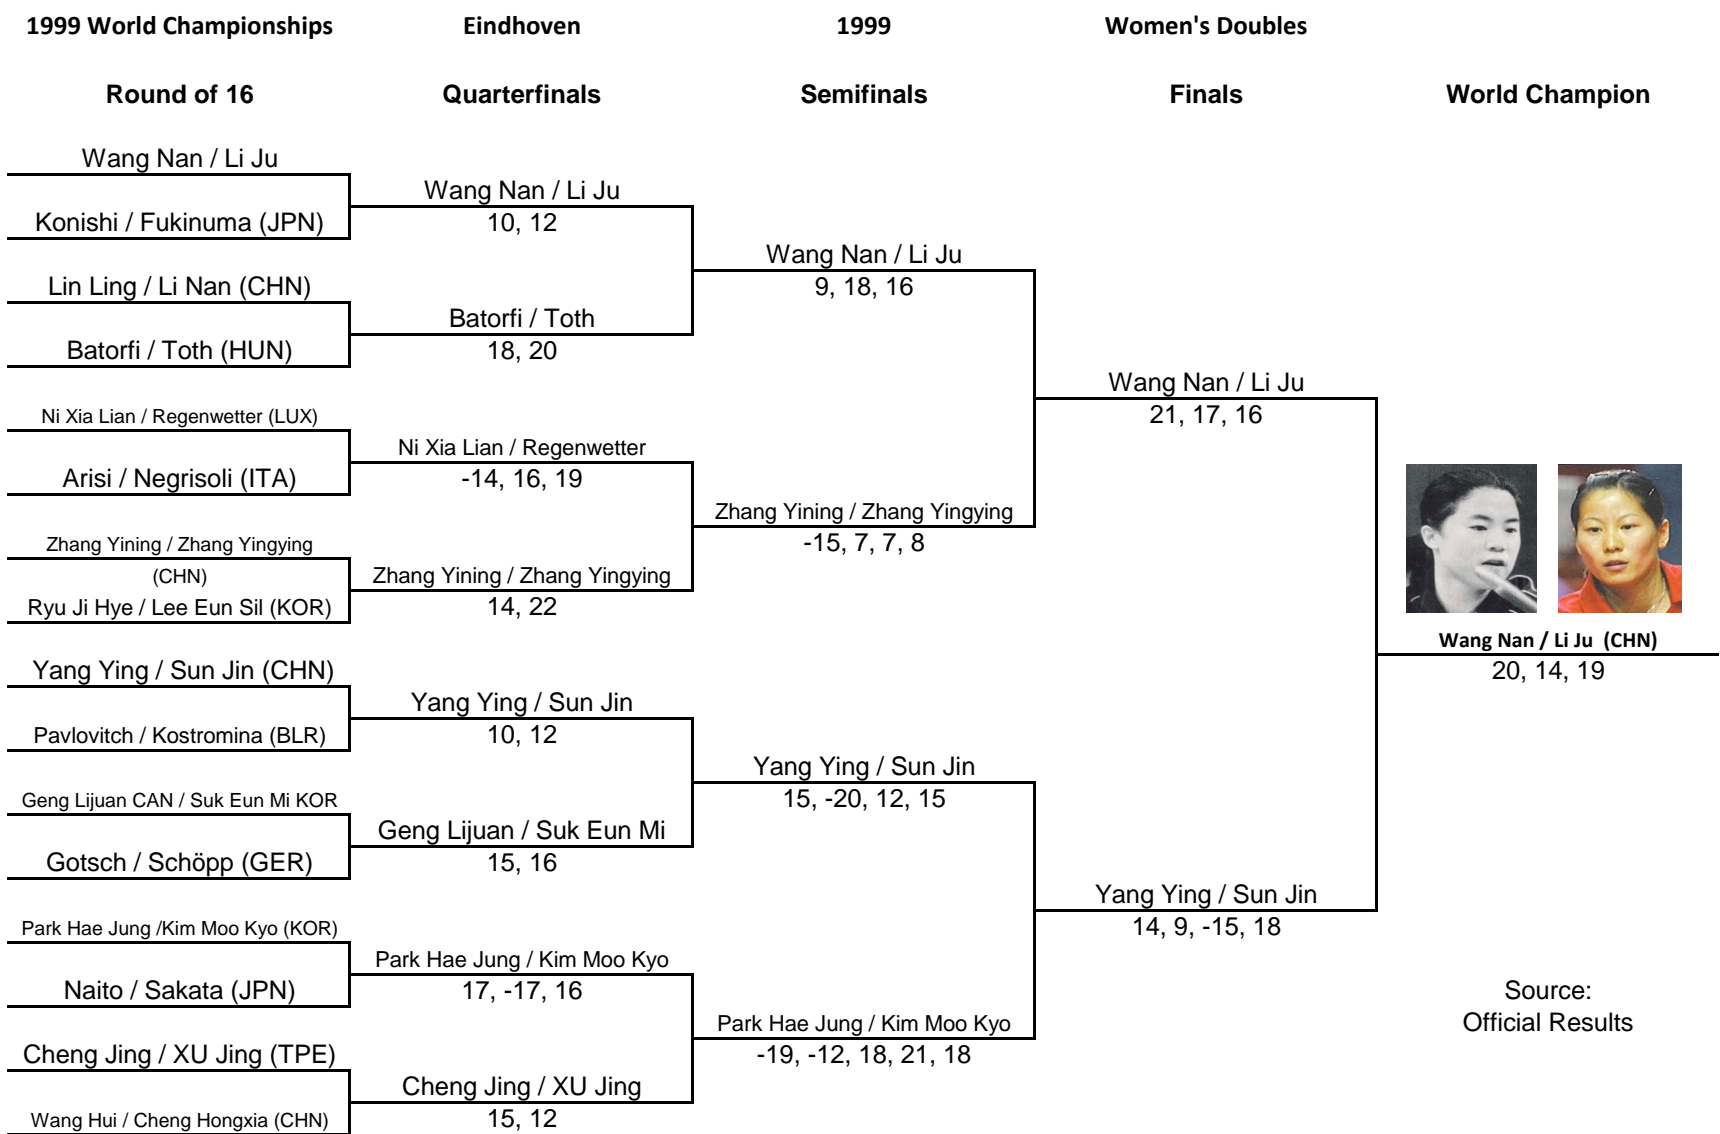 1999 World Championships Eindhoven 1999 Women's Doubles
Round of 16 Quarterfinals Semifinals Finals World Champion
Wang Nan / Li Ju
Konishi / Fukinuma (JPN)
Lin Ling / Li Nan (CHN)
Batorfi / Toth (HUN)
Ni Xia Lian / Regenwetter (LUX)
Arisi / Negrisoli (ITA)
Zhang Yining / Zhang Yingying
(CHN)
Ryu Ji Hye / Lee Eun Sil (KOR)
Yang Ying / Sun Jin (CHN)
Pavlovitch / Kostromina (BLR)
Geng Lijuan CAN / Suk Eun Mi KOR
Gotsch / Schöpp (GER)
Park Hae Jung /Kim Moo Kyo (KOR)
Naito / Sakata (JPN)
Cheng Jing / XU Jing (TPE)
Wang Hui / Cheng Hongxia (CHN)
Wang Nan / Li Ju
10, 12
Batorfi / Toth
18, 20
Ni Xia Lian / Regenwetter
-14, 16, 19
Zhang Yining / Zhang Yingying
14, 22
Yang Ying / Sun Jin
10, 12
Geng Lijuan / Suk Eun Mi
15, 16
Park Hae Jung / Kim Moo Kyo
17, -17, 16
Cheng Jing / XU Jing
15, 12
Wang Nan / Li Ju
9, 18, 16
Zhang Yining / Zhang Yingying
-15, 7, 7, 8
Yang Ying / Sun Jin
15, -20, 12, 15
Park Hae Jung / Kim Moo Kyo
-19, -12, 18, 21, 18
Wang Nan / Li Ju
21, 17, 16
Yang Ying / Sun Jin
14, 9, -15, 18
Wang Nan / Li Ju (CHN)
20, 14, 19
Source:
Official Results